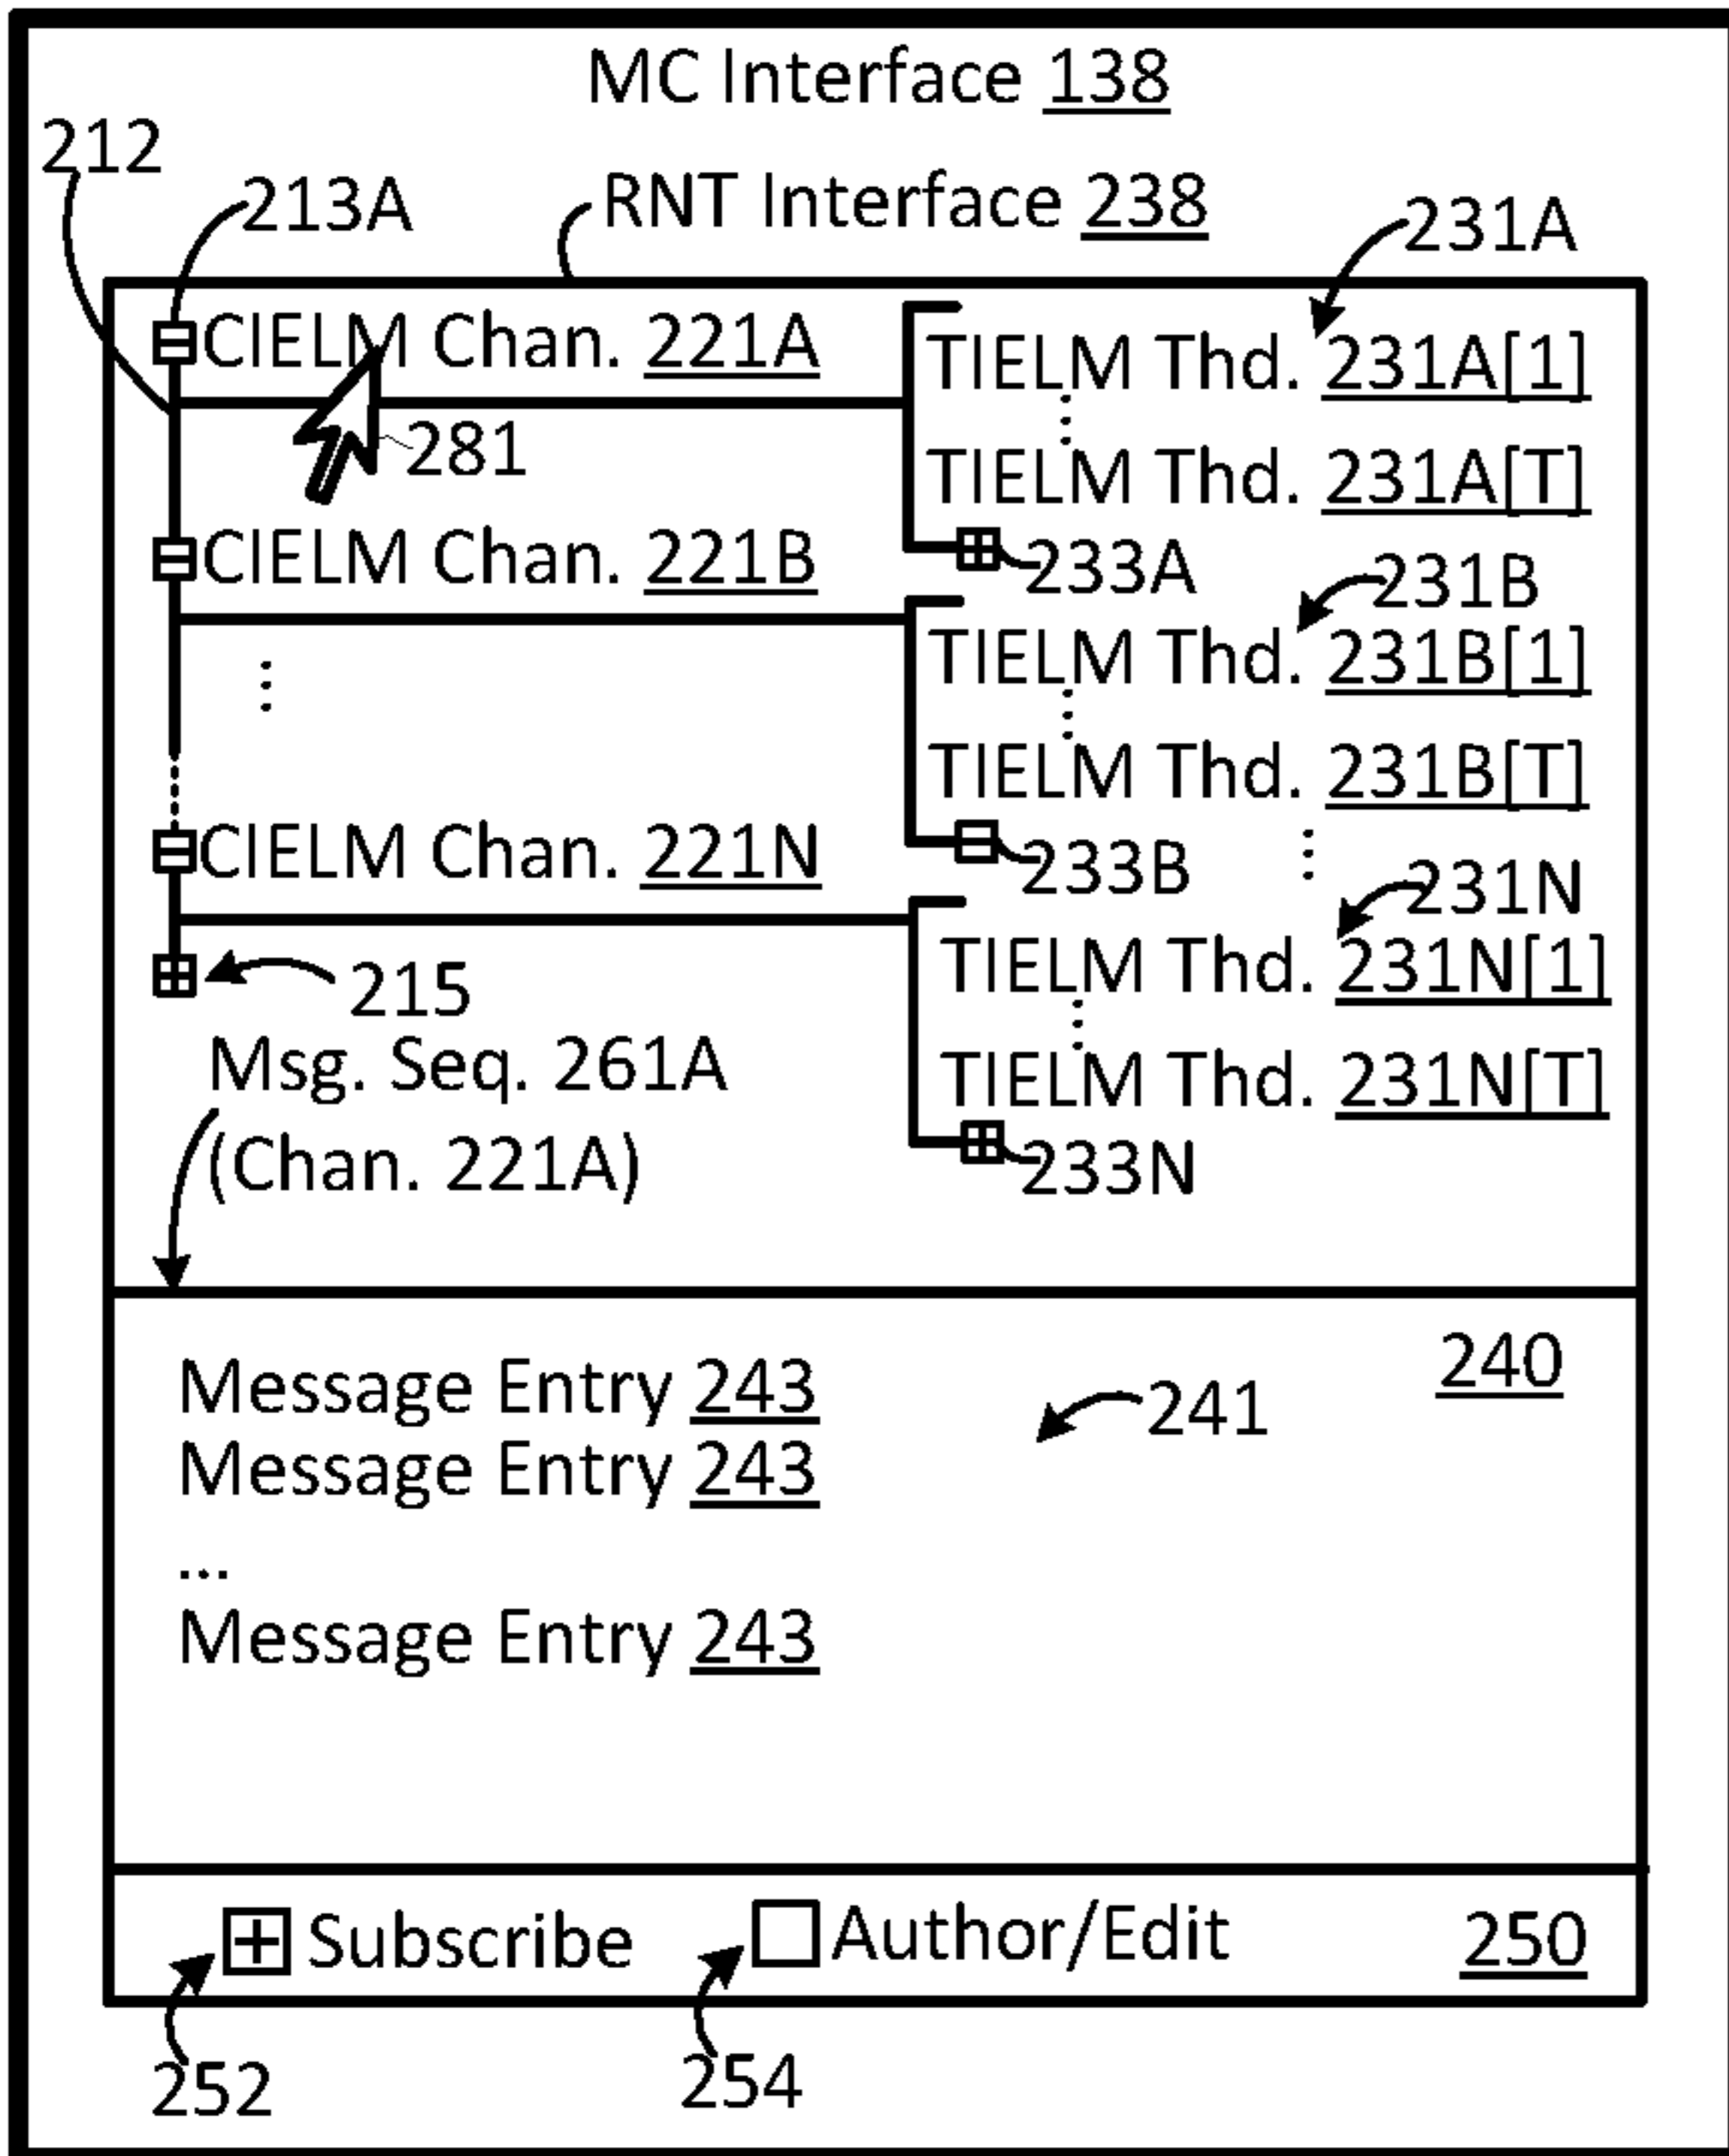 MC Interface 138
212
213A
RNT Interface 238
231A
CIELM Chan. 221A
TIELM Thd. 231A[1]
281
TIELM Thd. 231A[T]
CIELM Chan. 221B
233A
231B
TIELM Thd. 231B[1]
TIELM Thd. 231B[T]
CIELM Chan. 221N
233B
231N
TIELM Thd. 231N[1]
215
Msg. Seq. 261A
(Chan. 221A)
TIELM Thd. 231N[T]
233N
240
Message Entry 243
241
Message Entry 243
...
Message Entry 243
Subscribe
Author/Edit
250
252
254